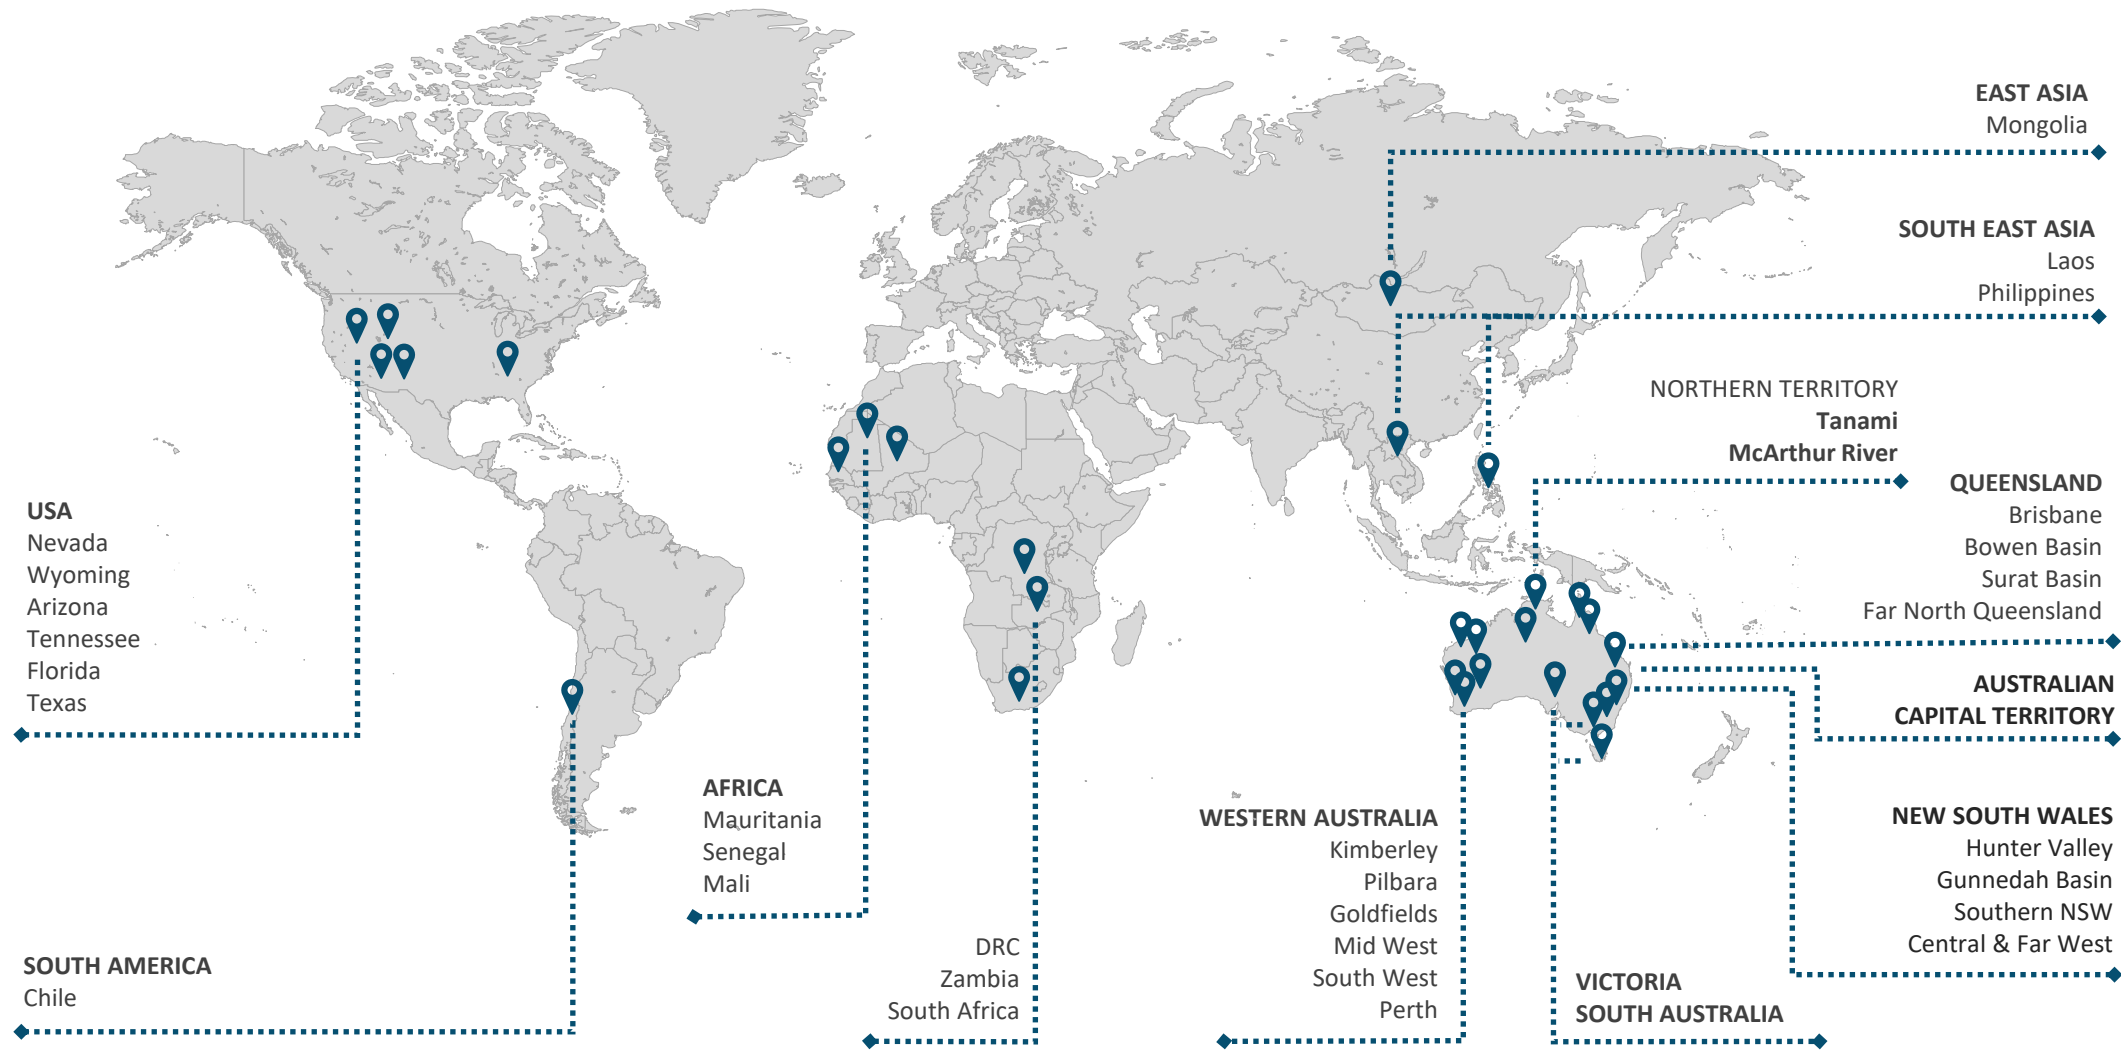 EAST ASIA
Mongolia
SOUTH EAST ASIA
Laos
Philippines
NORTHERN TERRITORY
Tanami
McArthur River
QUEENSLAND
Brisbane
Bowen Basin
Surat Basin
Far North Queensland
AUSTRALIAN
CAPITAL TERRITORY
NEW SOUTH WALES
Hunter Valley
Gunnedah Basin
Southern NSW
Central & Far West
USA
Nevada
Wyoming
Arizona
Tennessee
Florida
Texas
SOUTH AMERICA
Chile
AFRICA
Mauritania
Senegal
Mali
DRC
Zambia
South Africa
WESTERN AUSTRALIA
Kimberley
Pilbara
Goldfields
Mid West
South West
Perth
VICTORIA
SOUTH AUSTRALIA